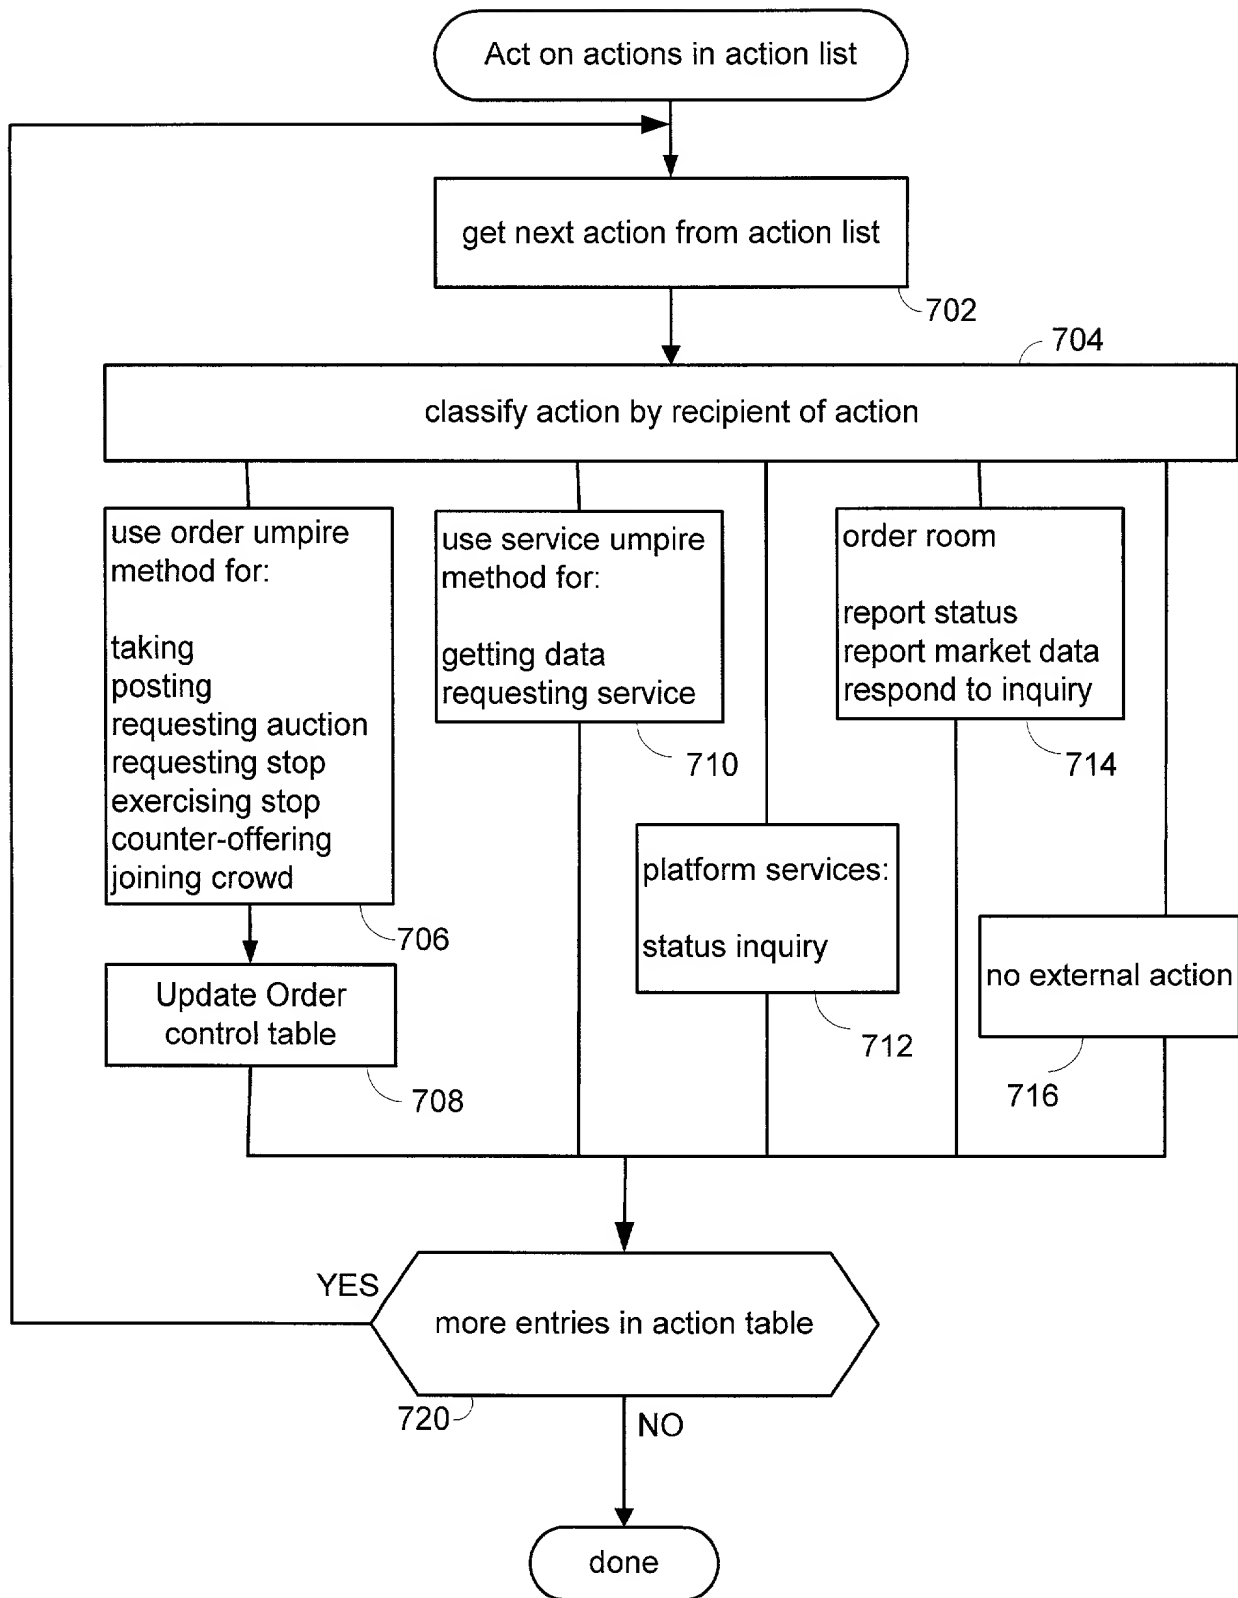 Act on actions in action list
get next action from action list
702
704
classify action by recipient of action
use order umpire
method for:
taking
posting
requesting auction
requesting stop
exercising stop
counter-offering
joining crowd
706
Update Order
control table
708
use service umpire
method for:
getting data
requesting service
710
platform services:
status inquiry
712
order room
report status
report market data
respond to inquiry
714
no external action
716
YES
more entries in action table
720
NO
done